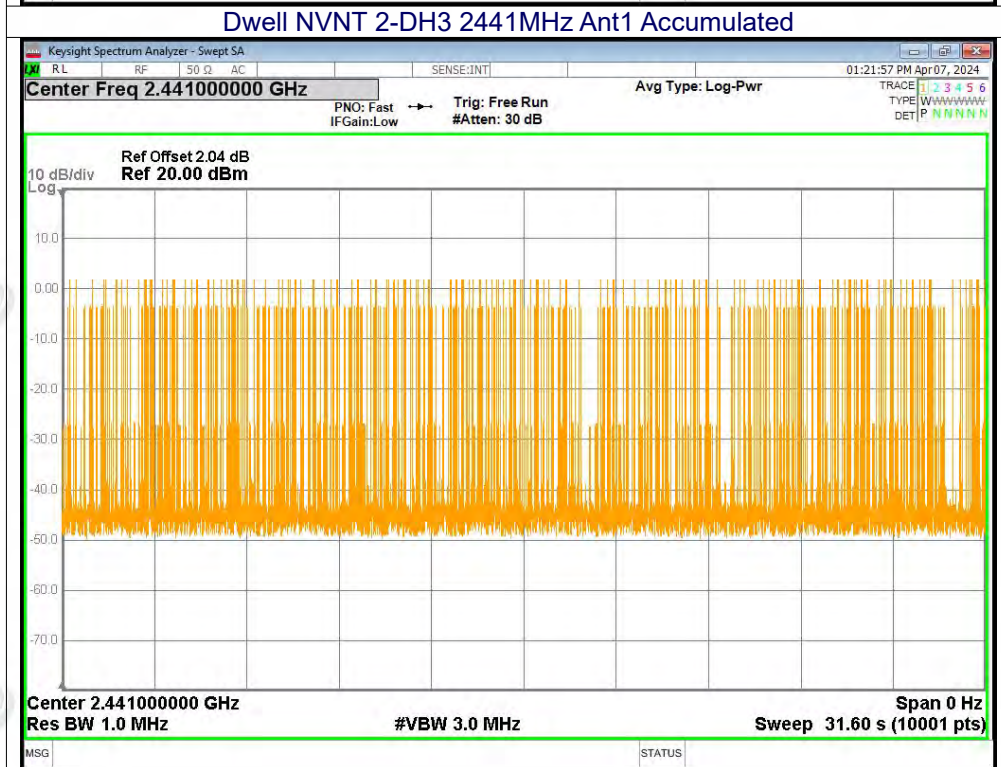 Dwell NVNT 2-DH3 2441MHz Ant1 Accumulated
Keysight Spectrum Analyzer - Swept SA
LXI RL RF 50 Ω AC SENSE:INT 01:21:57 PM Apr 07, 2024
Center Freq 2.441000000 GHz Avg Type: Log-Pwr TRACE 1 2 3 4 5 6
PNO: Fast Trig: Free Run TYPE WWWWWWW
IFGain:Low #Atten: 30 dB DET P N N N N N
Ref Offset 2.04 dB
10 dB/div Ref 20.00 dBm
Log
10.0
0.00
-10.0
-20.0
-30.0
-40.0
-50.0
-60.0
-70.0
Center 2.441000000 GHz Span 0 Hz
Res BW 1.0 MHz #VBW 3.0 MHz Sweep 31.60 s (10001 pts)
MSG STATUS